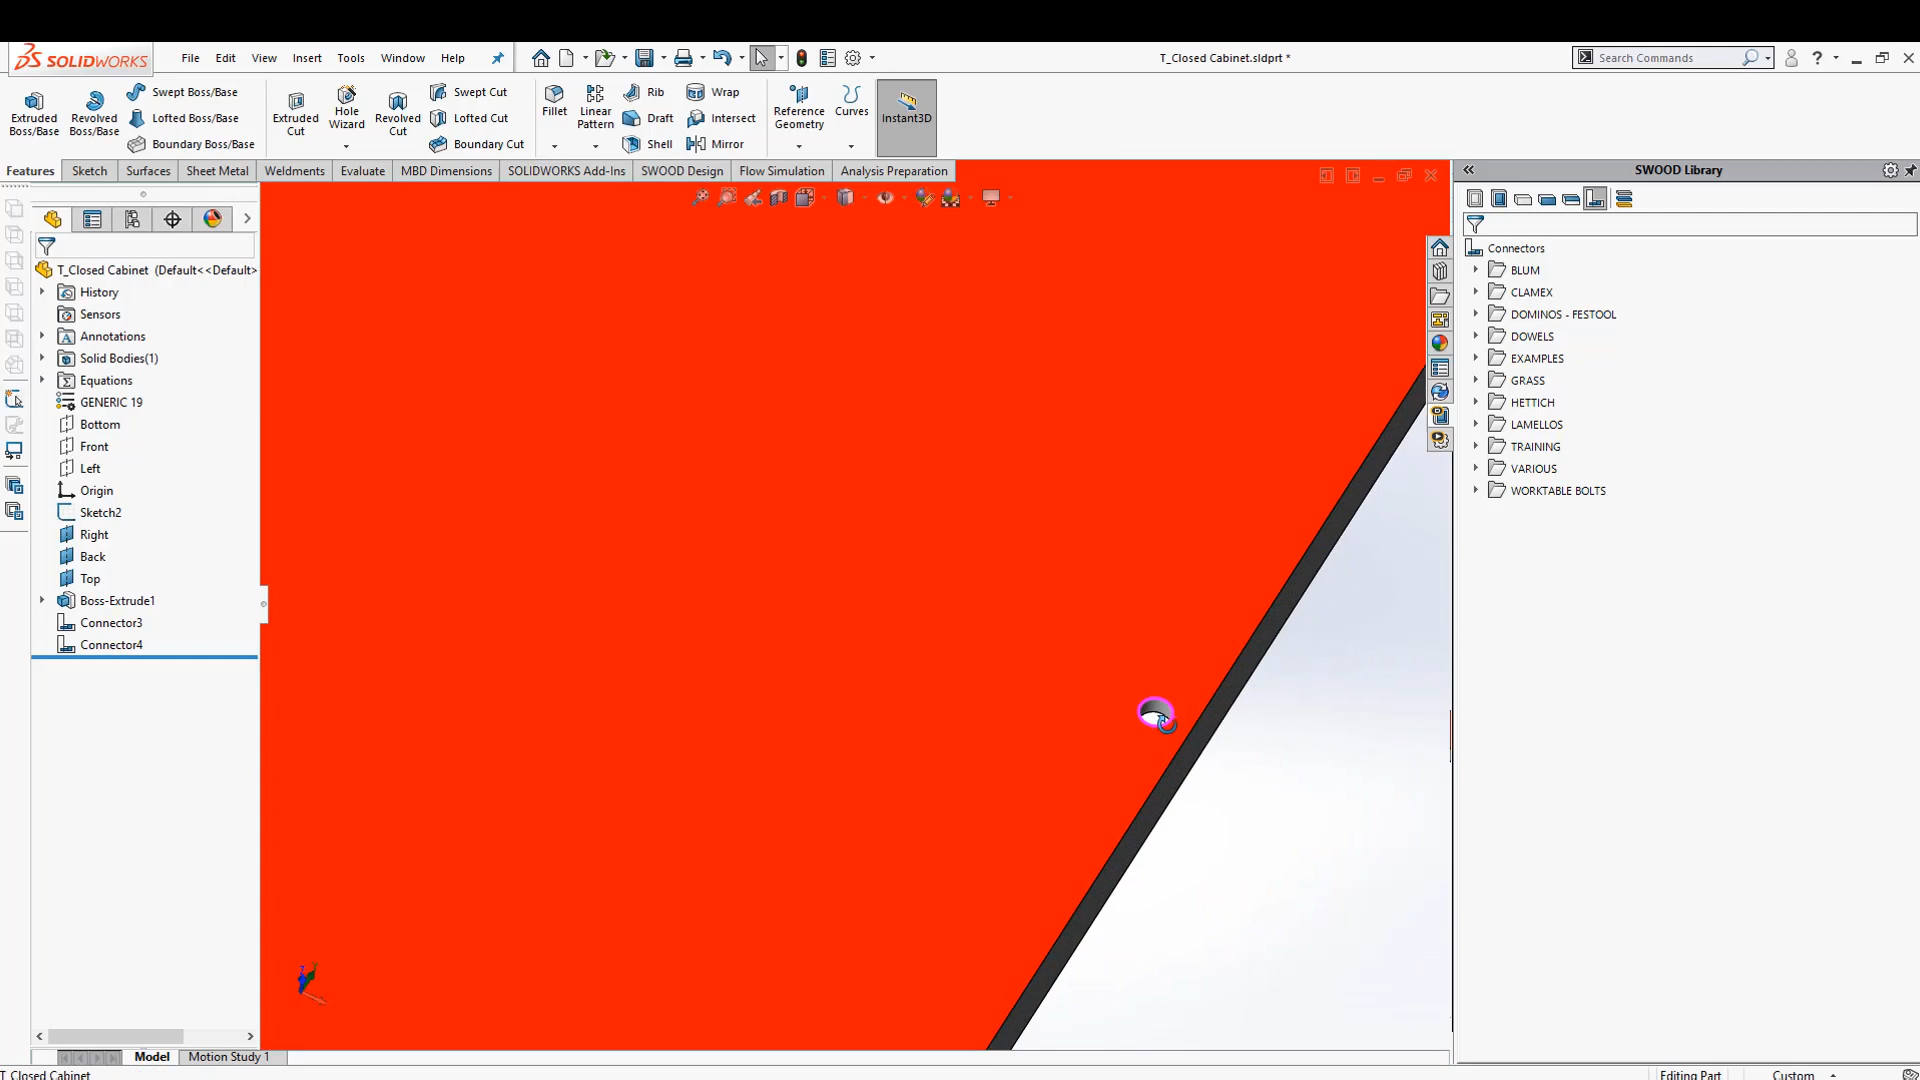 SOLIDWORKS
File Edit View Insert Tools Window Help
T_Closed Cabinet.sldprt *
Search Commands
Extruded Boss/Base
Revolved Boss/Base
Swept Boss/Base
Lofted Boss/Base
Boundary Boss/Base
Extruded Cut
Hole Wizard
Revolved Cut
Swept Cut
Lofted Cut
Boundary Cut
Fillet
Linear Pattern
Rib
Draft
Shell
Wrap
Intersect
Mirror
Reference Geometry
Curves
Instant3D
Features Sketch Surfaces Sheet Metal Weldments Evaluate MBD Dimensions SOLIDWORKS Add-Ins SWOOD Design Flow Simulation Analysis Preparation
T_Closed Cabinet (Default<<Default>
History
Sensors
Annotations
Solid Bodies(1)
Equations
GENERIC 19
Bottom
Front
Left
Origin
Sketch2
Right
Back
Top
Boss-Extrude1
Connector3
Connector4
SWOOD Library
Connectors
BLUM
CLAMEX
DOMINOS - FESTOOL
DOWELS
EXAMPLES
GRASS
HETTICH
LAMELLOS
TRAINING
VARIOUS
WORKTABLE BOLTS
Model Motion Study 1
T_Closed Cabinet
Editing Part Custom